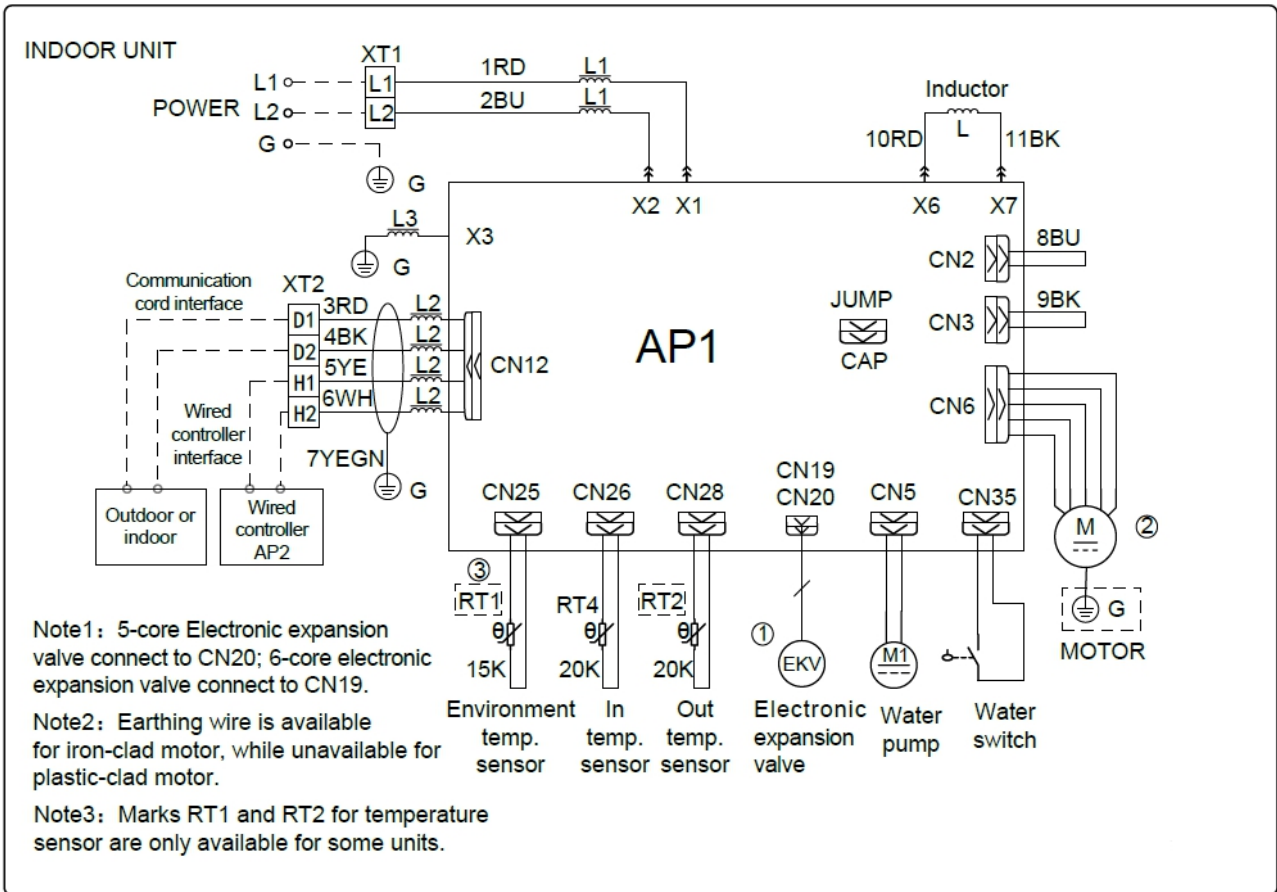 INDOOR UNIT
XT1
POWER
L1
L1
1RD
L1
L2
L2
2BU
L1
G
G
Inductor
L
10RD
11BK
X2
X1
X6
X7
L3
X3
G
CN2
8BU
JUMP
CAP
CN3
9BK
AP1
CN6
Communication
cord interface
XT2
D1
3RD
L2
D2
4BK
L2
H1
5YE
L2
H2
6WH
L2
CN12
Wired
controller
interface
7YEGN
G
Outdoor or
indoor
Wired
controller
AP2
CN25
CN26
CN28
CN19
CN20
CN5
CN35
M
②
G
MOTOR
③
RT1
RT4
RT2
θ
θ
θ
15K
20K
20K
①
EKV
M1
Environment
temp.
sensor
In
temp.
sensor
Out
temp.
sensor
Electronic
expansion
valve
Water
pump
Water
switch
Note1: 5-core Electronic expansion
valve connect to CN20; 6-core electronic
expansion valve connect to CN19.
Note2: Earthing wire is available
for iron-clad motor, while unavailable for
plastic-clad motor.
Note3: Marks RT1 and RT2 for temperature
sensor are only available for some units.